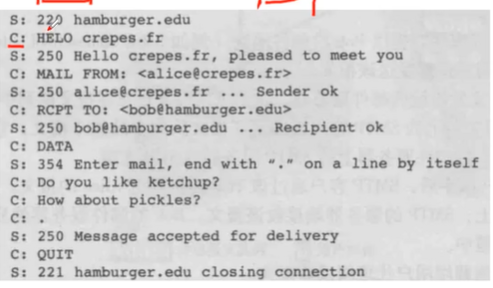 S: 220 hamburger.edu
C: HELO crepes.fr
S: 250 Hello crepes.fr, pleased to meet you
C: MAIL FROM: <alice@crepes.fr>
S: 250 alice@crepes.fr ... Sender ok
C: RCPT TO: <bob@hamburger.edu>
S: 250 bob@hamburger.edu ... Recipient ok
C: DATA
S: 354 Enter mail, end with "." on a line by itself
C: Do you like ketchup?
C: How about pickles?
C: .
S: 250 Message accepted for delivery
C: QUIT
S: 221 hamburger.edu closing connection